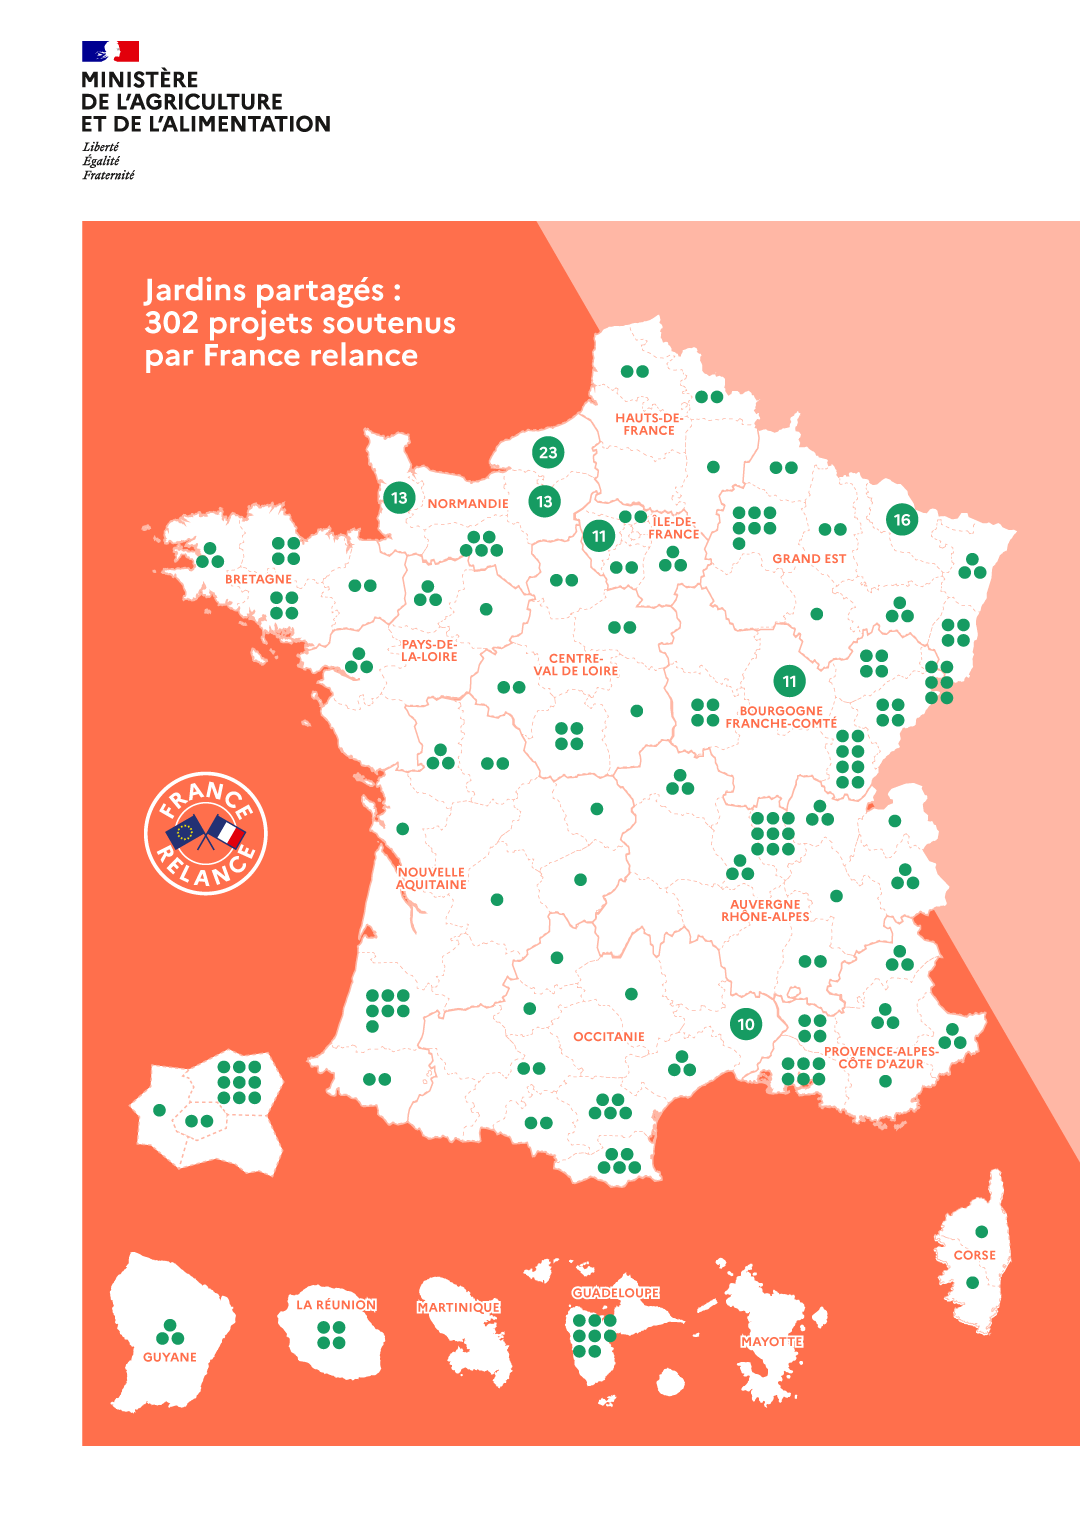 MINISTÈRE
DE L'AGRICULTURE
ET DE L'ALIMENTATION
Liberté
Égalité
Fraternité
Jardins partagés :
302 projets soutenus
par France relance
HAUTS-DE-
FRANCE
23
13
NORMANDIE
13
11
ÎLE-DE-
FRANCE
16
GRAND EST
BRETAGNE
PAYS-DE-
LA-LOIRE
CENTRE-
VAL DE LOIRE
11
BOURGOGNE
FRANCHE-COMTÉ
FRANCE
RELANCE
NOUVELLE
AQUITAINE
AUVERGNE
RHÔNE-ALPES
10
OCCITANIE
PROVENCE-ALPES-
CÔTE D'AZUR
CORSE
GUYANE
LA RÉUNION
MARTINIQUE
GUADELOUPE
MAYOTTE